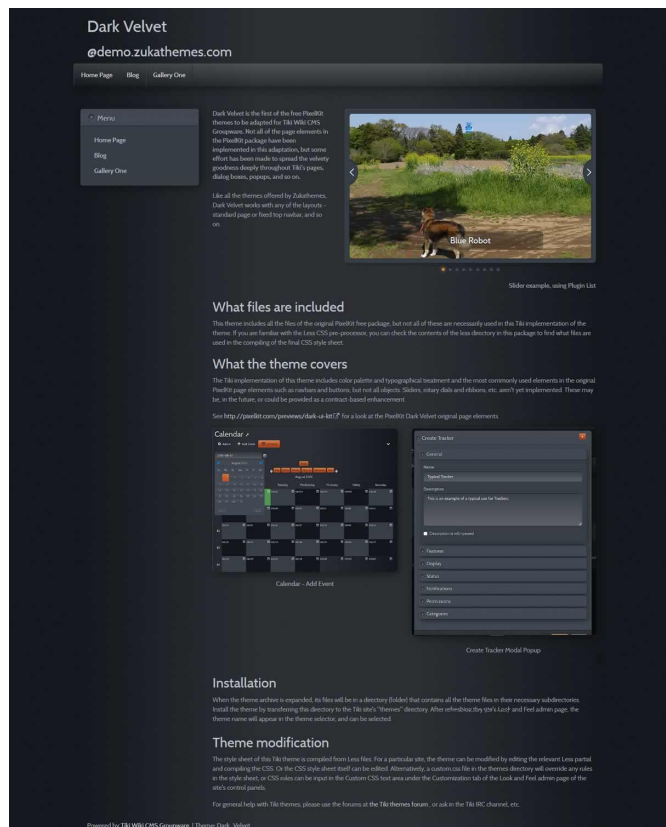 Dark Velvet
@demo.zukathemes.com
Home Page Blog Gallery One
Menu
Home Page
Blog
Gallery One
Dark Velvet is the first of the free PixelKit
themes to be adapted for Tiki Wiki CMS
Groupware. Not all of the page elements in
the PixelKit package have been
implemented in this adaptation, but some
effort has been made to spread the velvety
goodness deeply throughout Tiki's pages,
dialog boxes, popups, and so on.
Like all the themes offered by Zukathemes,
Dark Velvet works with any of the layouts -
standard page or fixed top navbar, and so
on.
Blue Robot
Slider example, using Plugin List
What files are included
This theme includes all the files of the original PixelKit free package, but not all of these are necessarily used in this Tiki implementation of the
theme. If you are familiar with the Less CSS pre-processor, you can check the contents of the less directory in this package to find what files are
used in the compiling of the final CSS style sheet.
What the theme covers
The Tiki implementation of this theme includes color palette and typographical treatment and the most commonly used elements in the original
PixelKit page elements such as navbars and buttons, but not all objects. Sliders, rotary dials and ribbons, etc. aren't yet implemented. These may
be, in the future, or could be provided as a contract-based enhancement.
See http://pixelkit.com/previews/dark-ui-kit for a look at the PixelKit Dark Velvet original page elements.
Calendar
Calendar - Add Event
Create Tracker
General
Name
Typical Tracker
Description
This is an example of a typical use for Trackers.
Description is wiki-parsed
Features
Display
Status
Notifications
Permissions
Categories
Create Tracker Modal Popup
Installation
When the theme archive is expanded, its files will be in a directory (folder) that contains all the theme files in their necessary subdirectories.
Install the theme by transferring this directory to the Tiki site's "themes" directory. After refreshing the site's Look and Feel admin page, the
theme name will appear in the theme selector, and can be selected.
Theme modification
The style sheet of this Tiki theme is compiled from Less files. For a particular site, the theme can be modified by editing the relevant Less partial
and compiling the CSS. Or the CSS style sheet itself can be edited. Alternatively, a custom.css file in the themes directory will override any rules
in the style sheet, or CSS rules can be input in the Custom CSS text area under the Customization tab of the Look and Feel admin page of the
site's control panels.
For general help with Tiki themes, please use the forums at the Tiki themes forum, or ask in the Tiki IRC channel, etc.
Powered by Tiki Wiki CMS Groupware | Theme: Dark_Velvet